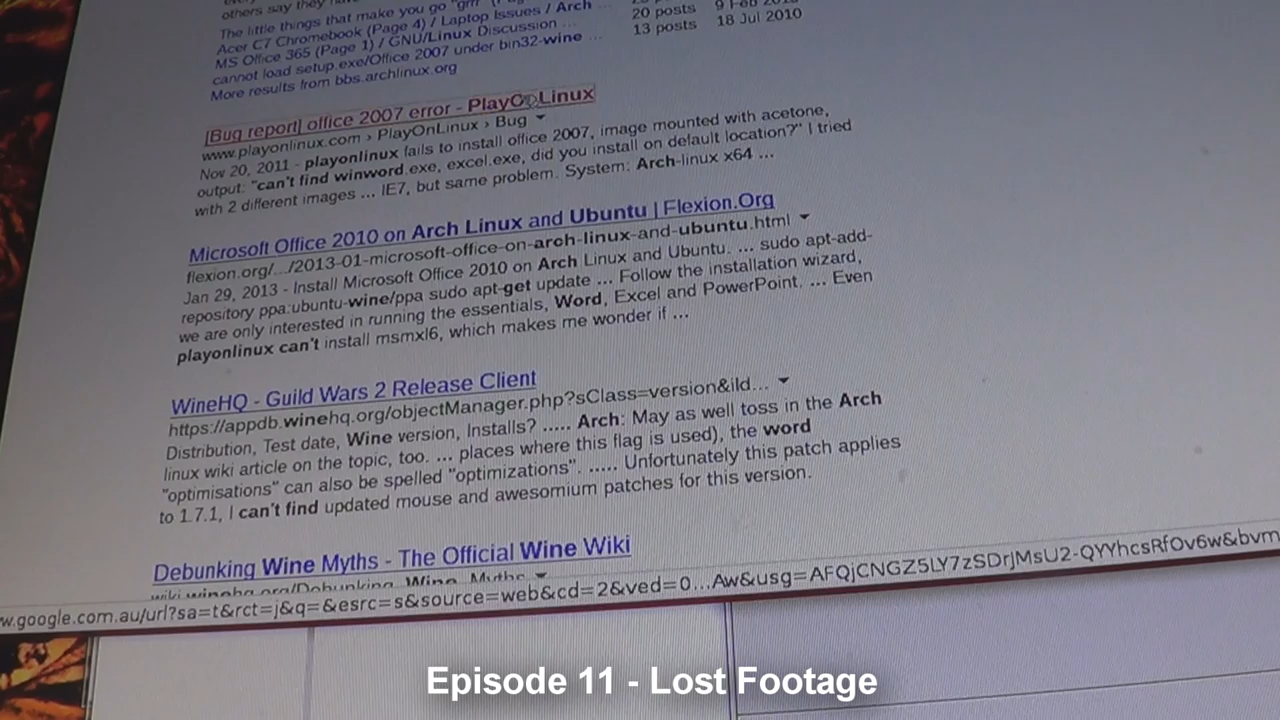 others say they
The little things that make you go "grr"
Acer C7 Chromebook (Page 4) / Laptop Issues / Arch ...
MS Office 365 (Page 1) / GNU/Linux Discussion ... 20 posts 9 Feb
cannot load setup.exe/Office 2007 under bin32-wine ... 13 posts 18 Jul 2010
More results from bbs.archlinux.org
[Bug report] office 2007 error - PlayOnLinux
www.playonlinux.com › PlayOnLinux › Bug
Nov 20, 2011 - playonlinux fails to install office 2007, image mounted with acetone,
output: "can't find winword.exe, excel.exe, did you install on default location?" I tried
with 2 different images ... IE7, but same problem. System: Arch-linux x64 ...
Microsoft Office 2010 on Arch Linux and Ubuntu | Flexion.Org
flexion.org/.../2013-01-microsoft-office-on-arch-linux-and-ubuntu.html
Jan 29, 2013 - Install Microsoft Office 2010 on Arch Linux and Ubuntu. ... sudo apt-add-
repository ppa:ubuntu-wine/ppa sudo apt-get update ... Follow the installation wizard,
we are only interested in running the essentials, Word, Excel and PowerPoint, ... Even
playonlinux can't install msmxl6, which makes me wonder if ...
WineHQ - Guild Wars 2 Release Client
https://appdb.winehq.org/objectManager.php?sClass=version&iId...
Distribution, Test date, Wine version, Installs? ..... Arch: May as well toss in the Arch
linux wiki article on the topic, too. ... places where this flag is used), the word
"optimisations" can also be spelled "optimizations". ..... Unfortunately this patch applies
to 1.7.1, I can't find updated mouse and awesomium patches for this version.
Debunking Wine Myths - The Official Wine Wiki
wiki.winehq.org/Debunking_Wine_Myths
w.google.com.au/url?sa=t&rct=j&q=&esrc=s&source=web&cd=2&ved=0...Aw&usg=AFQjCNGZ5LY7zSDrJMsU2-QYYhcsRfOv6w&bvm
Episode 11 - Lost Footage